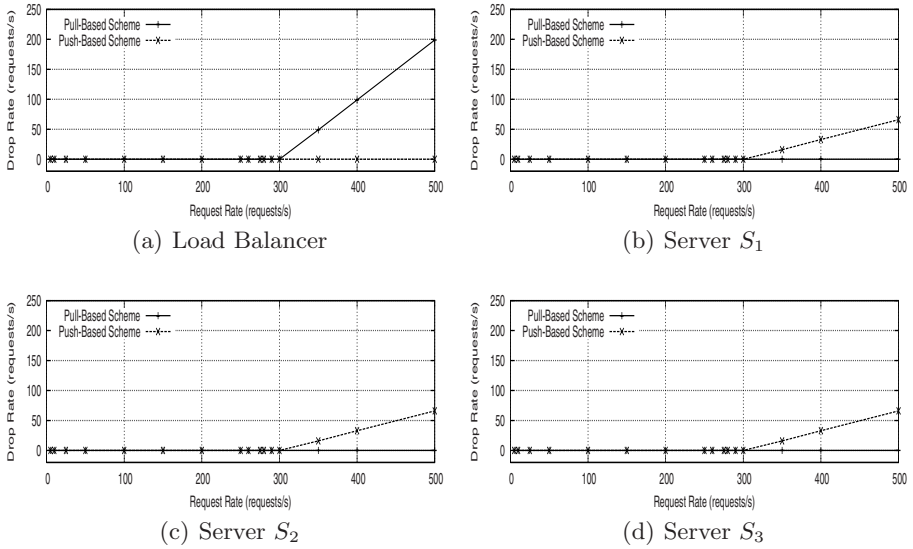 250
200
150
100
50
0
Drop Rate (requests/s)
Pull-Based Scheme
Push-Based Scheme
0 100 200 300 400 500
Request Rate (requests/s)
(a) Load Balancer
250
200
150
100
50
0
Drop Rate (requests/s)
Pull-Based Scheme
Push-Based Scheme
0 100 200 300 400 500
Request Rate (requests/s)
(b) Server S1
250
200
150
100
50
0
Drop Rate (requests/s)
Pull-Based Scheme
Push-Based Scheme
0 100 200 300 400 500
Request Rate (requests/s)
(c) Server S2
250
200
150
100
50
0
Drop Rate (requests/s)
Pull-Based Scheme
Push-Based Scheme
0 100 200 300 400 500
Request Rate (requests/s)
(d) Server S3